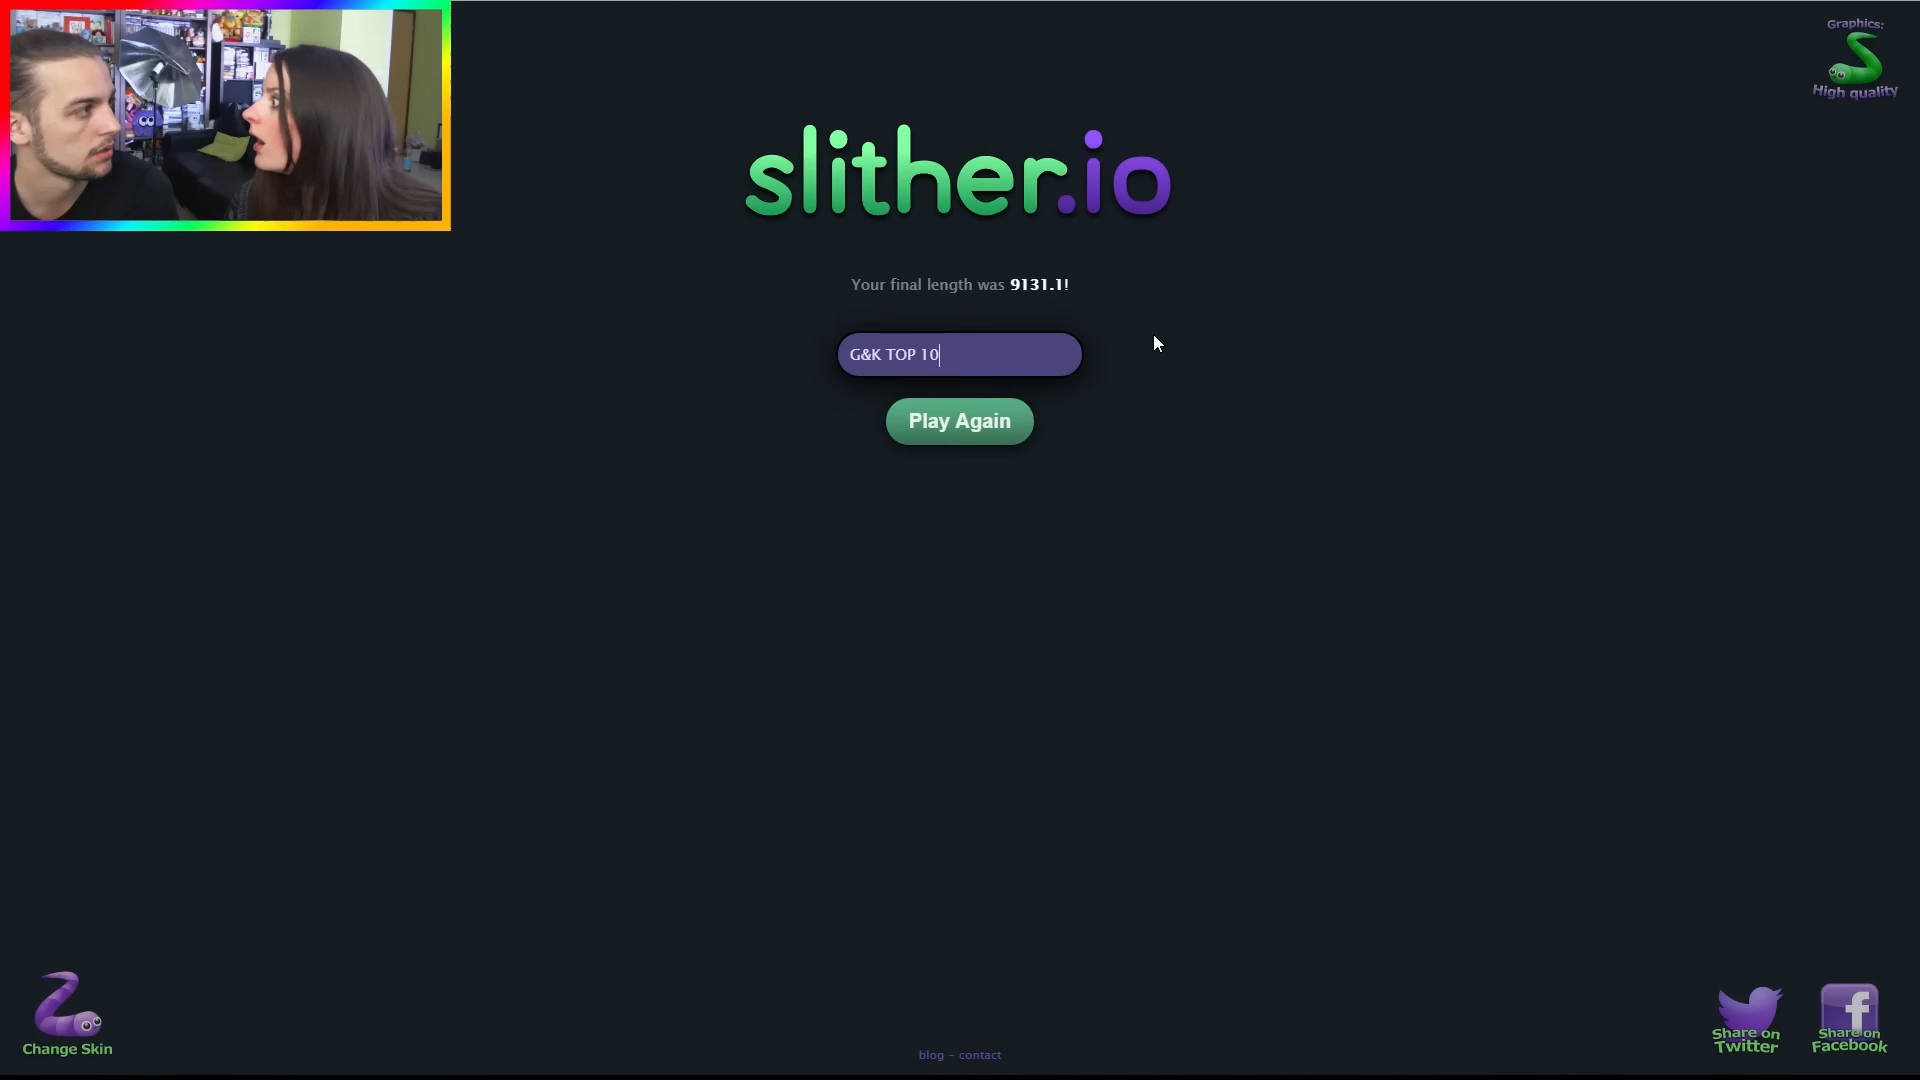 Graphics:
High quality
slither.io
Your final length was 9131.1!
G&K TOP 10
Play Again
Change Skin
blog - contact
Share on
Twitter
Share on
Facebook